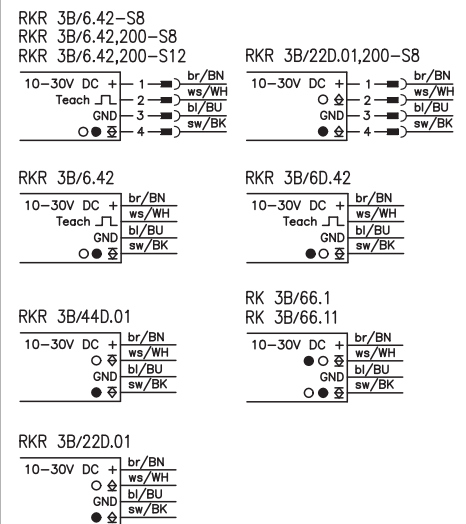 RKR 3B/6.42-S8
RKR 3B/6.42,200-S8
RKR 3B/6.42,200-S12
10-30V DC + 1 br/BN
Teach 2 ws/WH
GND 3 bl/BU
4 sw/BK
RKR 3B/22D.01,200-S8
10-30V DC + 1 br/BN
2 ws/WH
GND 3 bl/BU
4 sw/BK
RKR 3B/6.42
10-30V DC + br/BN
Teach ws/WH
GND bl/BU
sw/BK
RKR 3B/6D.42
10-30V DC + br/BN
Teach ws/WH
GND bl/BU
sw/BK
RKR 3B/44D.01
10-30V DC + br/BN
ws/WH
GND bl/BU
sw/BK
RK 3B/66.1
RK 3B/66.11
10-30V DC + br/BN
ws/WH
GND bl/BU
sw/BK
RKR 3B/22D.01
10-30V DC + br/BN
ws/WH
GND bl/BU
sw/BK